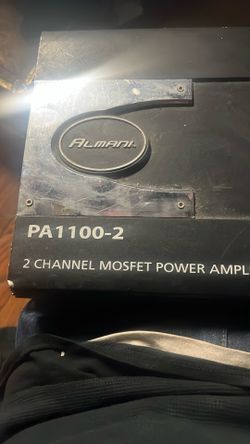 ALMANI
PA1100-2
2 CHANNEL MOSFET POWER AMPL